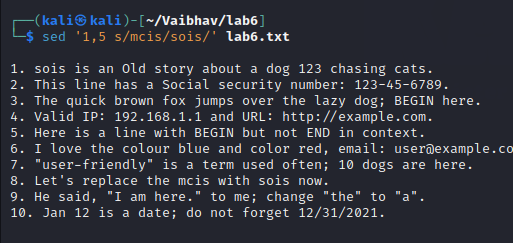 ┌──(kali㉿kali)-[~/Vaibhav/lab6]
└─$ sed '1,5 s/mcis/sois/' lab6.txt
1. sois is an Old story about a dog 123 chasing cats.
2. This line has a Social security number: 123-45-6789.
3. The quick brown fox jumps over the lazy dog; BEGIN here.
4. Valid IP: 192.168.1.1 and URL: http://example.com.
5. Here is a line with BEGIN but not END in context.
6. I love the colour blue and color red, email: user@example.co
7. "user-friendly" is a term used often; 10 dogs are here.
8. Let's replace the mcis with sois now.
9. He said, "I am here." to me; change "the" to "a".
10. Jan 12 is a date; do not forget 12/31/2021.